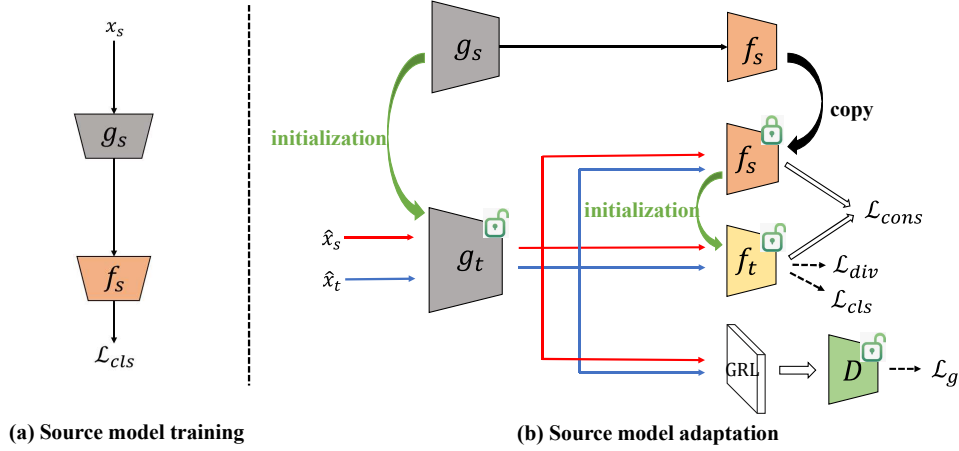 x_s
g_s
f_s
ℒ_cls
(a) Source model training
g_s
f_s
copy
initialization
f_s
ℒ_cons
initialization
x̂_s
x̂_t
g_t
f_t
ℒ_div
ℒ_cls
GRL
D
ℒ_g
(b) Source model adaptation